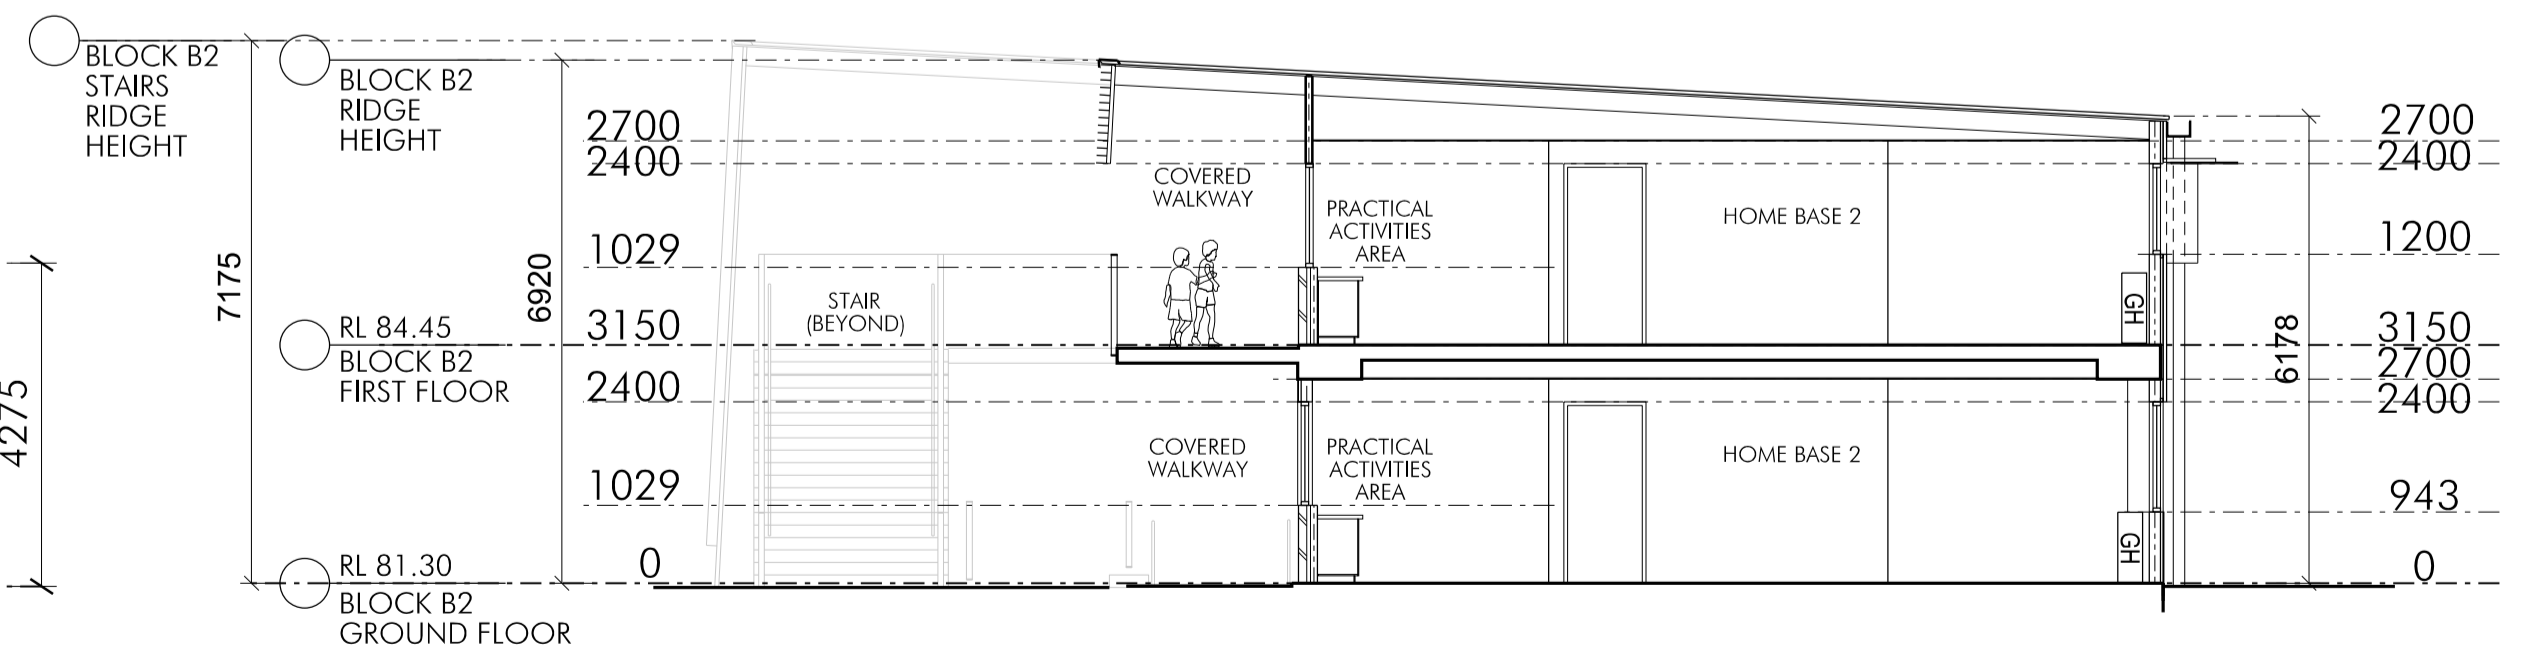 BLOCK B2
STAIRS
RIDGE
HEIGHT
BLOCK B2
RIDGE
HEIGHT
7175
6920
4275
RL 84.45
BLOCK B2
FIRST FLOOR
RL 81.30
BLOCK B2
GROUND FLOOR
2700
2400
1029
3150
2400
1029
0
STAIR
(BEYOND)
COVERED
WALKWAY
PRACTICAL
ACTIVITIES
AREA
HOME BASE 2
GH
COVERED
WALKWAY
PRACTICAL
ACTIVITIES
AREA
HOME BASE 2
GH
6178
2700
2400
1200
3150
2700
2400
943
0